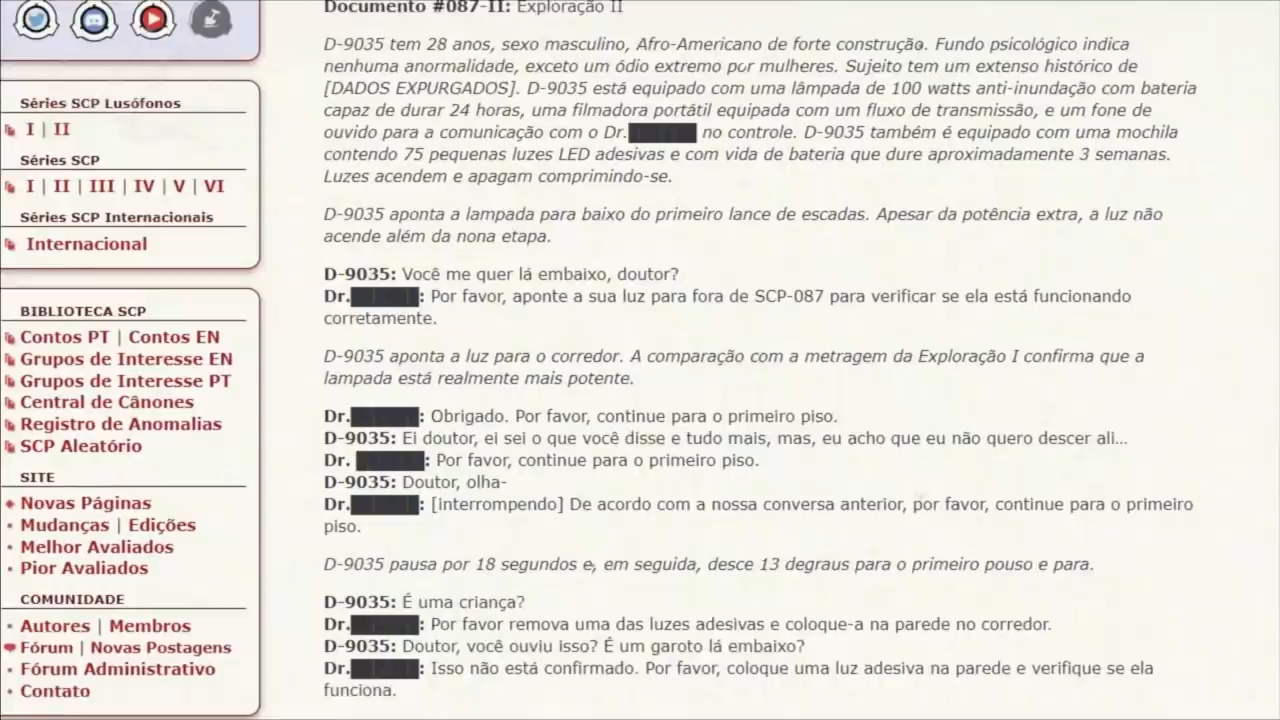 Séries SCP Lusófonos
I | II
Séries SCP
I | II | III | IV | V | VI
Séries SCP Internacionais
Internacional
BIBLIOTECA SCP
Contos PT | Contos EN
Grupos de Interesse EN
Grupos de Interesse PT
Central de Cânones
Registro de Anomalias
SCP Aleatório
SITE
Novas Páginas
Mudanças | Edições
Melhor Avaliados
Pior Avaliados
COMUNIDADE
Autores | Membros
Fórum | Novas Postagens
Fórum Administrativo
Contato
Documento #087-II: Exploração II
D-9035 tem 28 anos, sexo masculino, Afro-Americano de forte construção. Fundo psicológico indica
nenhuma anormalidade, exceto um ódio extremo por mulheres. Sujeito tem um extenso histórico de
[DADOS EXPURGADOS]. D-9035 está equipado com uma lâmpada de 100 watts anti-inundação com bateria
capaz de durar 24 horas, uma filmadora portátil equipada com um fluxo de transmissão, e um fone de
ouvido para a comunicação com o Dr.██████ no controle. D-9035 também é equipado com uma mochila
contendo 75 pequenas luzes LED adesivas e com vida de bateria que dure aproximadamente 3 semanas.
Luzes acendem e apagam comprimindo-se.
D-9035 aponta a lampada para baixo do primeiro lance de escadas. Apesar da potência extra, a luz não
acende além da nona etapa.
D-9035: Você me quer lá embaixo, doutor?
Dr.██████: Por favor, aponte a sua luz para fora de SCP-087 para verificar se ela está funcionando
corretamente.
D-9035 aponta a luz para o corredor. A comparação com a metragem da Exploração I confirma que a
lampada está realmente mais potente.
Dr.██████: Obrigado. Por favor, continue para o primeiro piso.
D-9035: Ei doutor, ei sei o que você disse e tudo mais, mas, eu acho que eu não quero descer ali...
Dr. ██████: Por favor, continue para o primeiro piso.
D-9035: Doutor, olha-
Dr.██████: [interrompendo] De acordo com a nossa conversa anterior, por favor, continue para o primeiro
piso.
D-9035 pausa por 18 segundos e, em seguida, desce 13 degraus para o primeiro pouso e para.
D-9035: É uma criança?
Dr.██████: Por favor remova uma das luzes adesivas e coloque-a na parede no corredor.
D-9035: Doutor, você ouviu isso? É um garoto lá embaixo?
Dr.██████: Isso não está confirmado. Por favor, coloque uma luz adesiva na parede e verifique se ela
funciona.